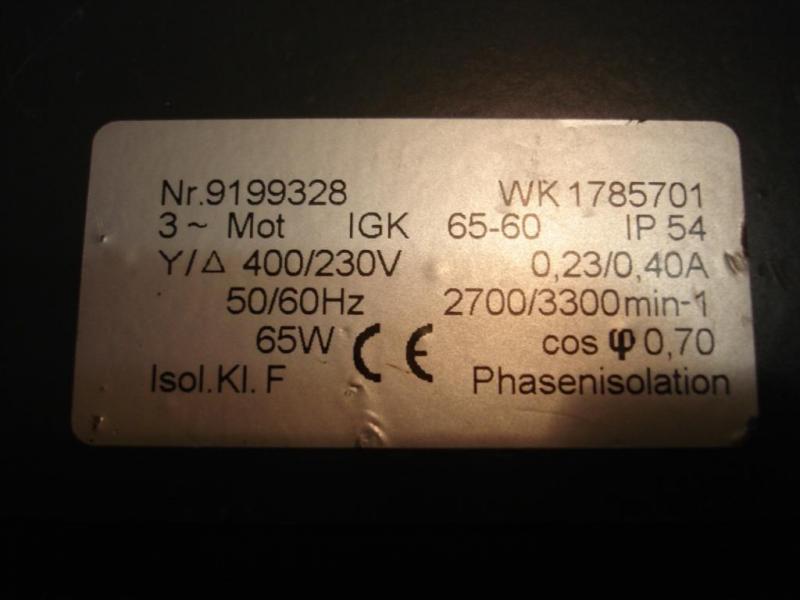 Nr.9199328 WK 1785701
3~ Mot IGK 65-60 IP 54
Y/Δ 400/230V 0,23/0,40A
50/60Hz 2700/3300min-1
65W CE cos φ 0,70
Isol.Kl. F Phasenisolation